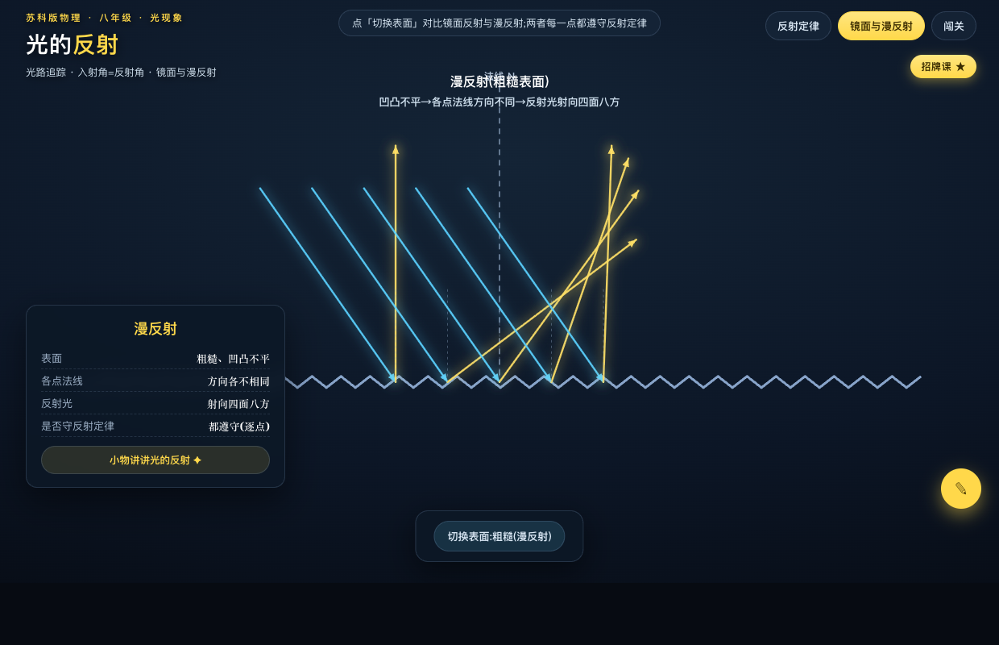 苏科版物理 · 八年级 · 光现象
光的反射
光路追踪 · 入射角=反射角 · 镜面与漫反射
点「切换表面」对比镜面反射与漫反射;两者每一点都遵守反射定律
反射定律
镜面与漫反射
闯关
招牌课 ★
法线 N
漫反射(粗糙表面)
凹凸不平→各点法线方向不同→反射光射向四面八方
漫反射
表面 粗糙、凹凸不平
各点法线 方向各不相同
反射光 射向四面八方
是否守反射定律 都遵守(逐点)
小物讲讲光的反射 ✦
切换表面:粗糙(漫反射)